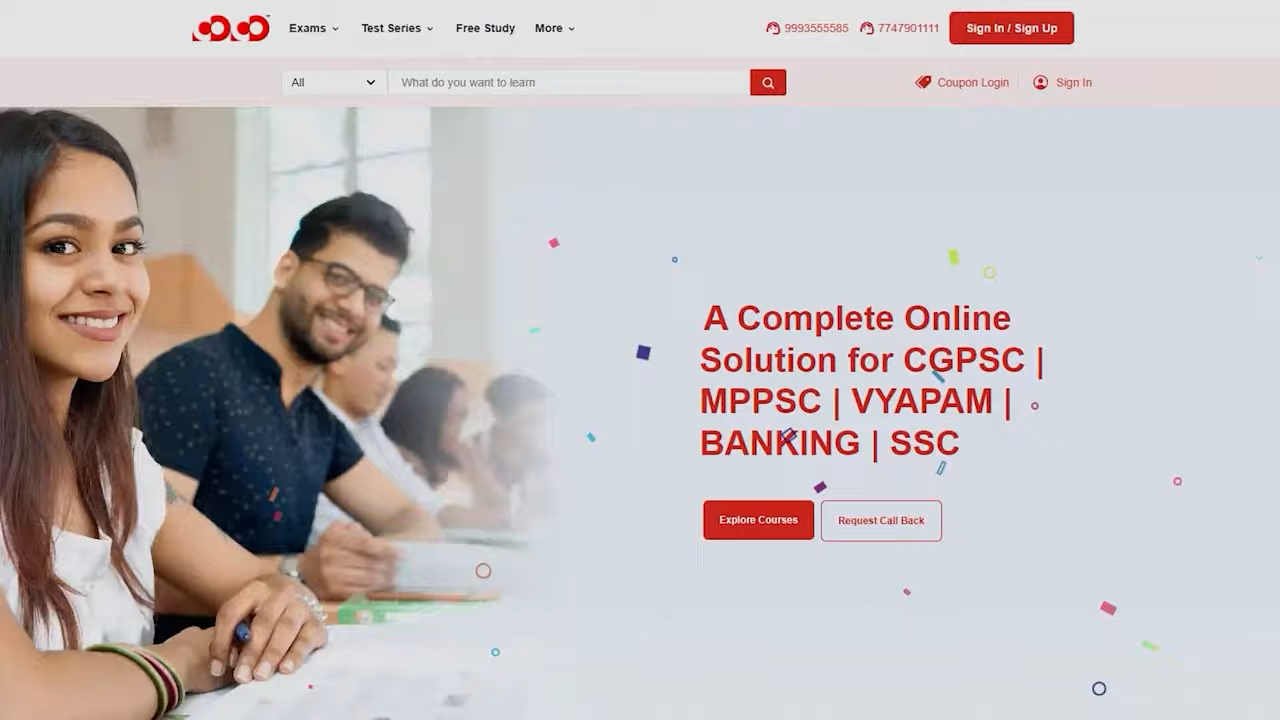 Exams
Test Series
Free Study
More
9993555585
7747901111
Sign In / Sign Up
All
What do you want to learn
Coupon Login
Sign In
A Complete Online
Solution for CGPSC |
MPPSC | VYAPAM |
BANKING | SSC
Explore Courses
Request Call Back